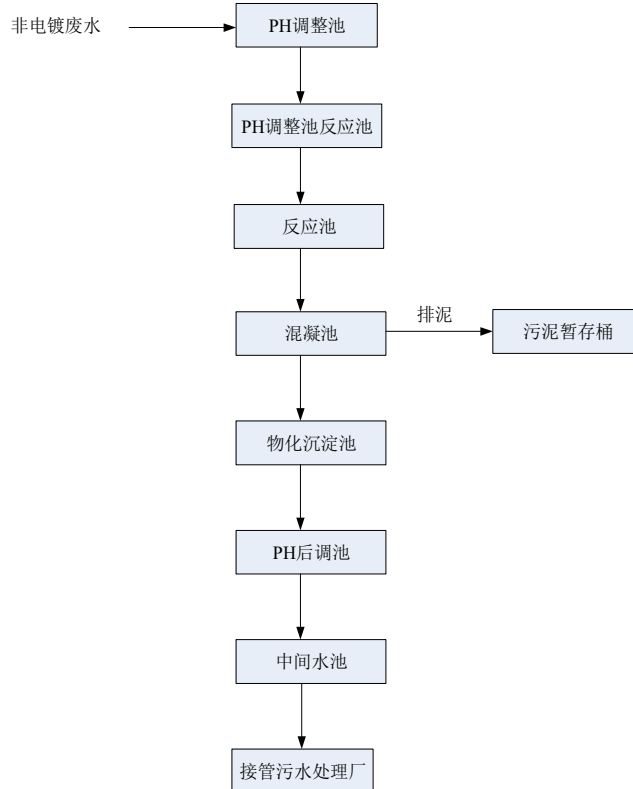 非电镀废水
PH调整池
PH调整池反应池
反应池
混凝池
排泥
污泥暂存桶
物化沉淀池
PH后调池
中间水池
接管污水处理厂